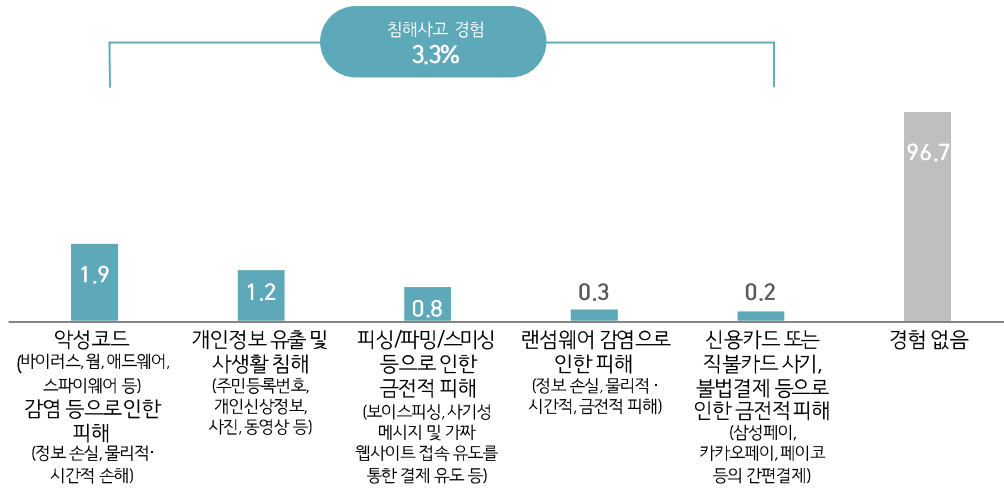 침해사고 경험
3.3%
96.7
1.9
1.2
0.8
0.3
0.2
악성코드
(바이러스, 웜, 애드웨어,
스파이웨어 등)
감염 등으로인한
피해
(정보 손실, 물리적·
시간적 손해)
개인정보 유출 및
사생활 침해
(주민등록번호,
개인신상정보,
사진, 동영상 등)
피싱/파밍/스미싱
등으로 인한
금전적 피해
(보이스피싱, 사기성
메시지 및 가짜
웹사이트 접속 유도를
통한 결제 유도 등)
랜섬웨어 감염으로
인한 피해
(정보 손실, 물리적·
시간적, 금전적 피해)
신용카드 또는
직불카드 사기,
불법결제 등으로
인한 금전적 피해
(삼성페이,
카카오페이, 페이코
등의 간편결제)
경험 없음